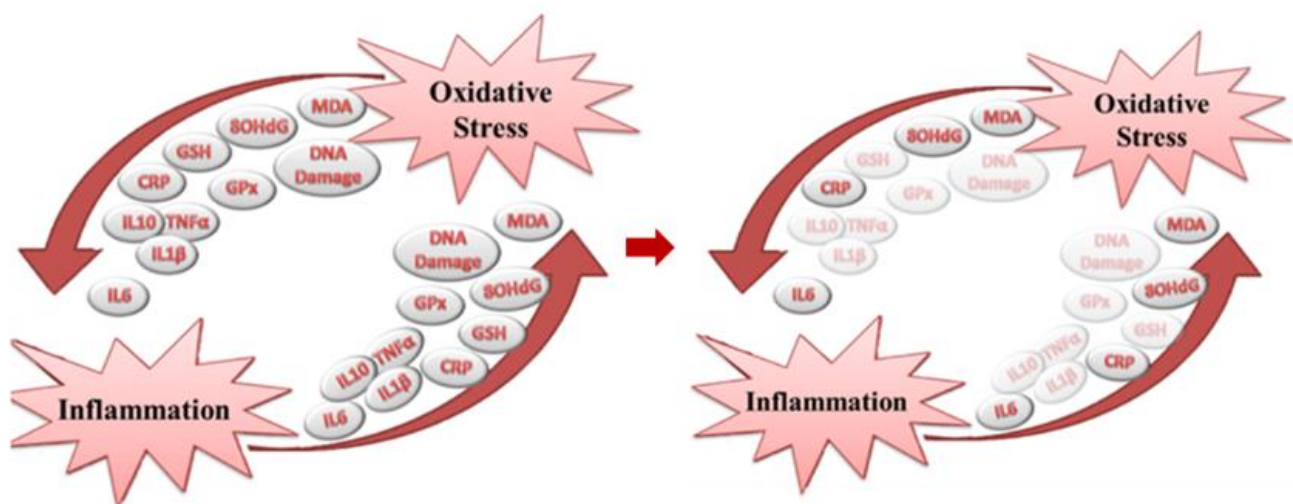 Oxidative
Stress
MDA
8OHdG
GSH
DNA
Damage
CRP
GPx
IL10
TNFα
IL1β
IL6
MDA
DNA
Damage
8OHdG
GPx
GSH
TNFα
CRP
IL10
IL1β
IL6
Inflammation
Oxidative
Stress
MDA
8OHdG
GSH
DNA
Damage
CRP
GPx
IL10
TNFα
IL1β
IL6
MDA
DNA
Damage
8OHdG
GPx
GSH
TNFα
CRP
IL10
IL1β
IL6
Inflammation